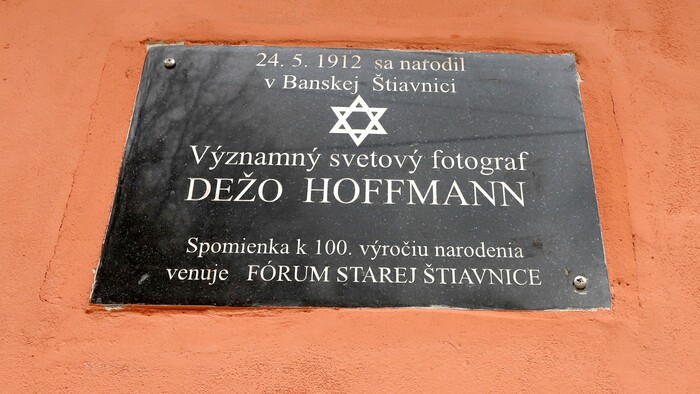 24. 5. 1912 sa narodil
v Banskej Štiavnici
Významný svetový fotograf
DEŽO HOFFMANN
Spomienka k 100. výročiu narodenia
venuje FÓRUM STAREJ ŠTIAVNICE